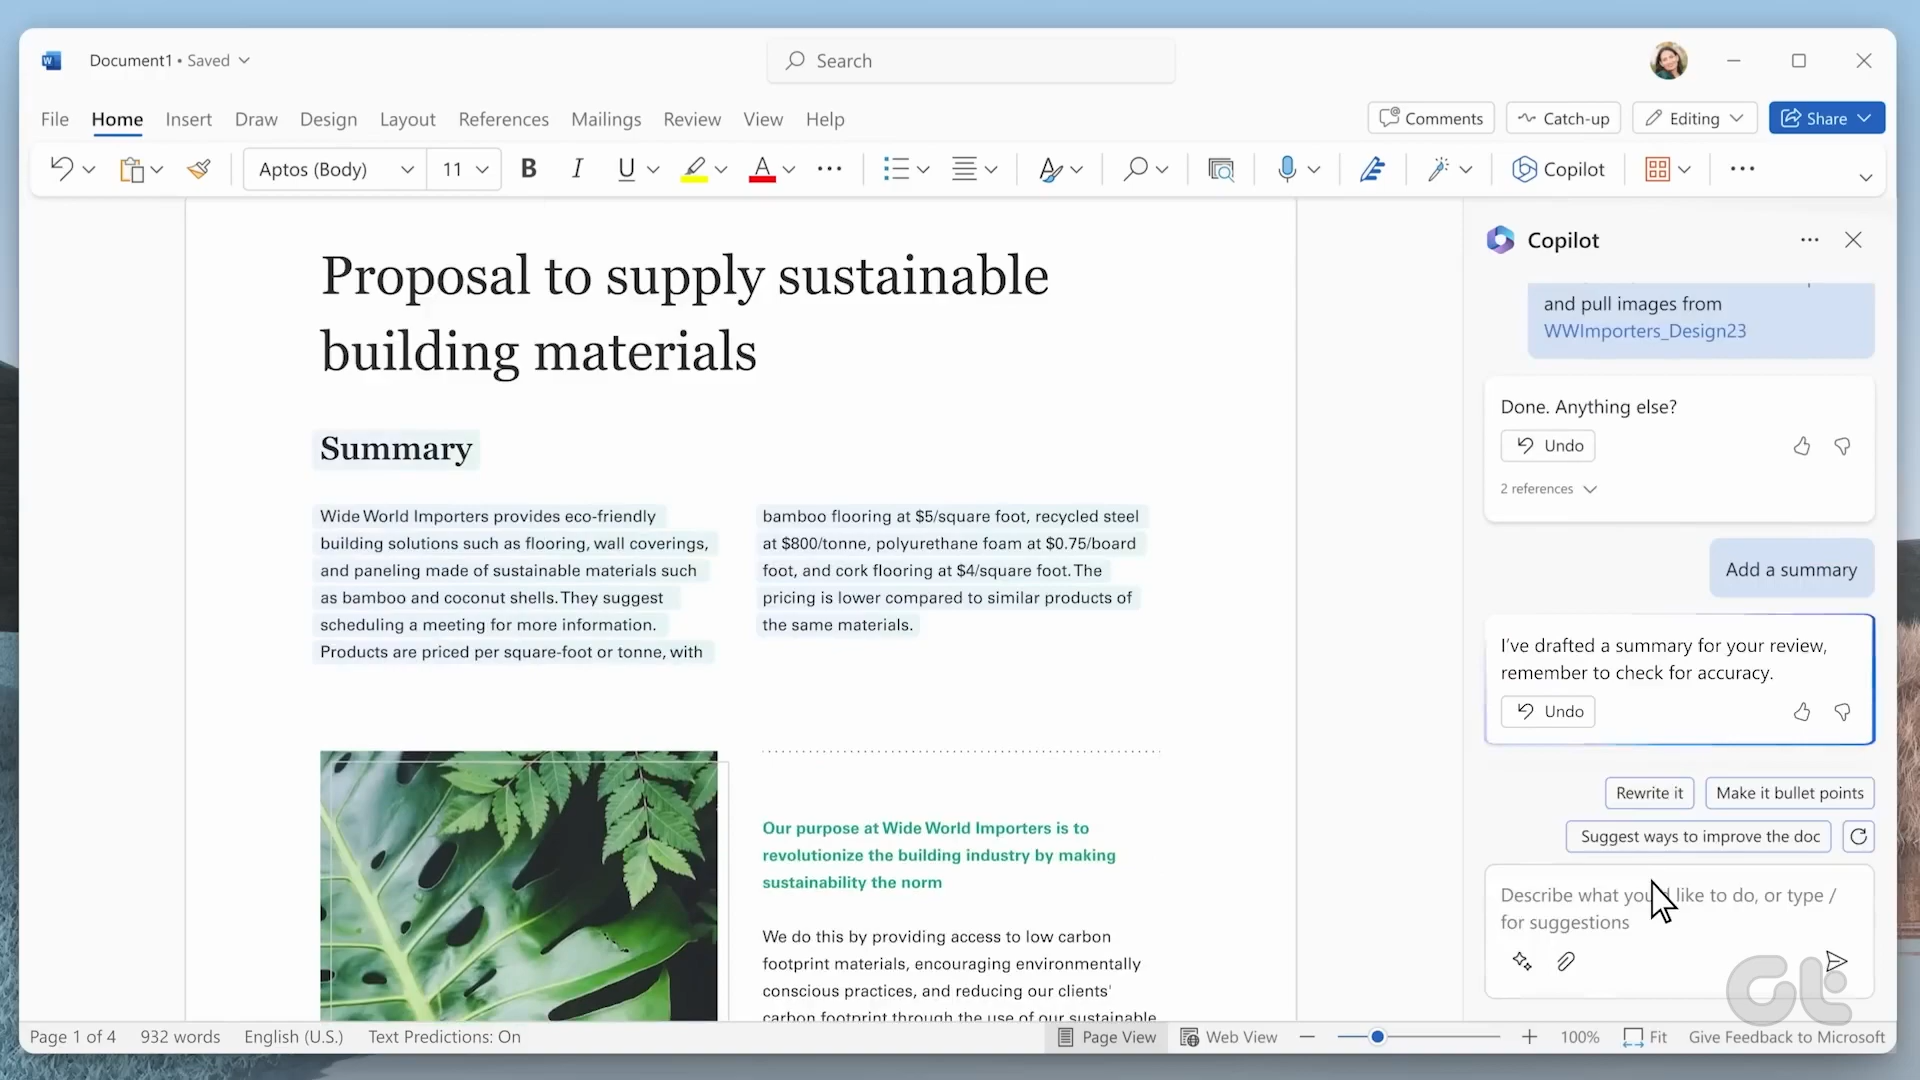 Document1 • Saved
Search
File Home Insert Draw Design Layout References Mailings Review View Help
Comments Catch-up Editing Share
Aptos (Body) 11 B I U A Copilot
Proposal to supply sustainable
building materials
Summary
Wide World Importers provides eco-friendly
building solutions such as flooring, wall coverings,
and paneling made of sustainable materials such
as bamboo and coconut shells. They suggest
scheduling a meeting for more information.
Products are priced per square-foot or tonne, with
bamboo flooring at $5/square foot, recycled steel
at $800/tonne, polyurethane foam at $0.75/board
foot, and cork flooring at $4/square foot. The
pricing is lower compared to similar products of
the same materials.
Our purpose at Wide World Importers is to
revolutionize the building industry by making
sustainability the norm
We do this by providing access to low carbon
footprint materials, encouraging environmentally
conscious practices, and reducing our clients'
carbon footprint through the use of our sustainable
Copilot
and pull images from
WWImporters_Design23
Done. Anything else?
Undo
2 references
Add a summary
I've drafted a summary for your review,
remember to check for accuracy.
Undo
Rewrite it Make it bullet points
Suggest ways to improve the doc
Describe what you like to do, or type /
for suggestions
GL
Page 1 of 4 932 words English (U.S.) Text Predictions: On Page View Web View 100% Fit Give Feedback to Microsoft